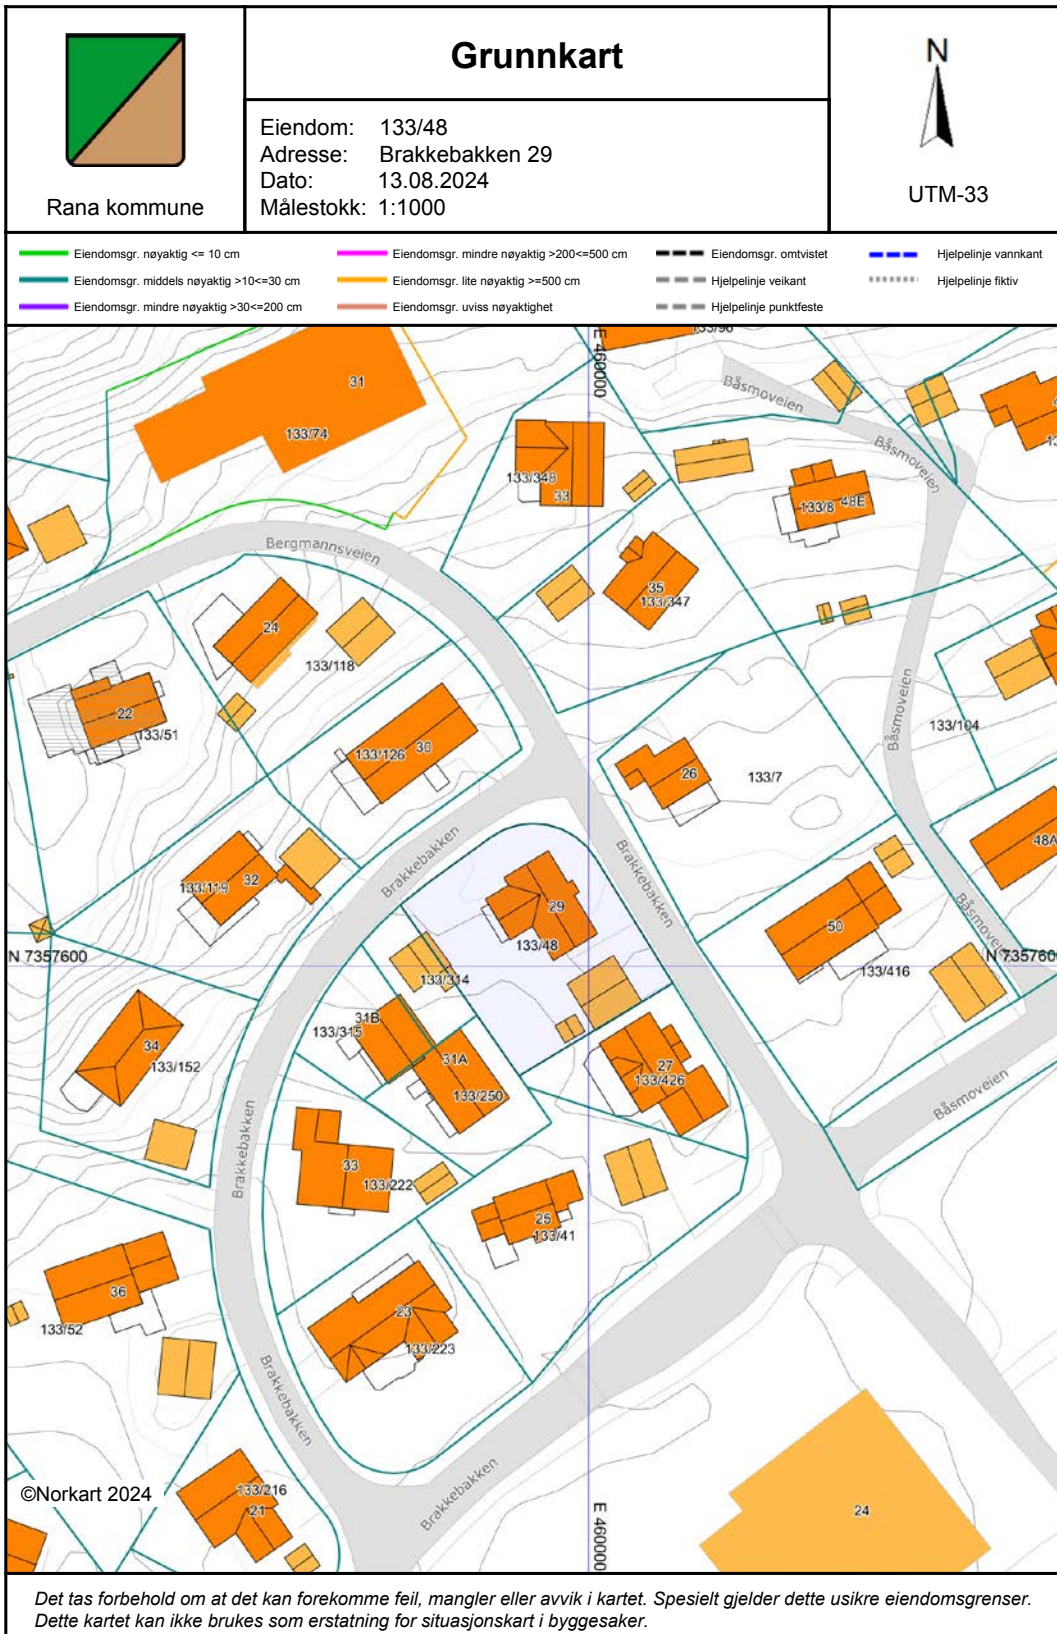 Grunnkart
Eiendom: 133/48
Adresse: Brakkebakken 29
Dato: 13.08.2024
Målestokk: 1:1000
Rana kommune
N
UTM-33
Eiendomsgr. nøyaktig <= 10 cm
Eiendomsgr. middels nøyaktig >10<=30 cm
Eiendomsgr. mindre nøyaktig >30<=200 cm
Eiendomsgr. mindre nøyaktig >200<=500 cm
Eiendomsgr. lite nøyaktig >=500 cm
Eiendomsgr. uviss nøyaktighet
Eiendomsgr. omtvistet
Hjelpelinje veikant
Hjelpelinje punktfeste
Hjelpelinje vannkant
Hjelpelinje fiktiv
133/96
E 460000
31
133/74
Båsmoveien
133/348
33
Båsmoveien
133/8
48E
Bergmannsveien
35
133/347
24
133/118
22
133/51
Båsmoveien
133/104
133/126
30
26
133/7
48A
Brakkebakken
Brakkebakken
133/119
32
29
133/48
50
Båsmoveien
N 7357600
N 7357600
133/416
133/314
31B
133/315
34
133/152
31A
133/250
27
133/426
Båsmoveien
Brakkebakken
33
133/222
25
133/41
36
133/52
23
133/223
Brakkebakken
©Norkart 2024
133/216
21
Brakkebakken
E 460000
24
Det tas forbehold om at det kan forekomme feil, mangler eller avvik i kartet. Spesielt gjelder dette usikre eiendomsgrenser.
Dette kartet kan ikke brukes som erstatning for situasjonskart i byggesaker.